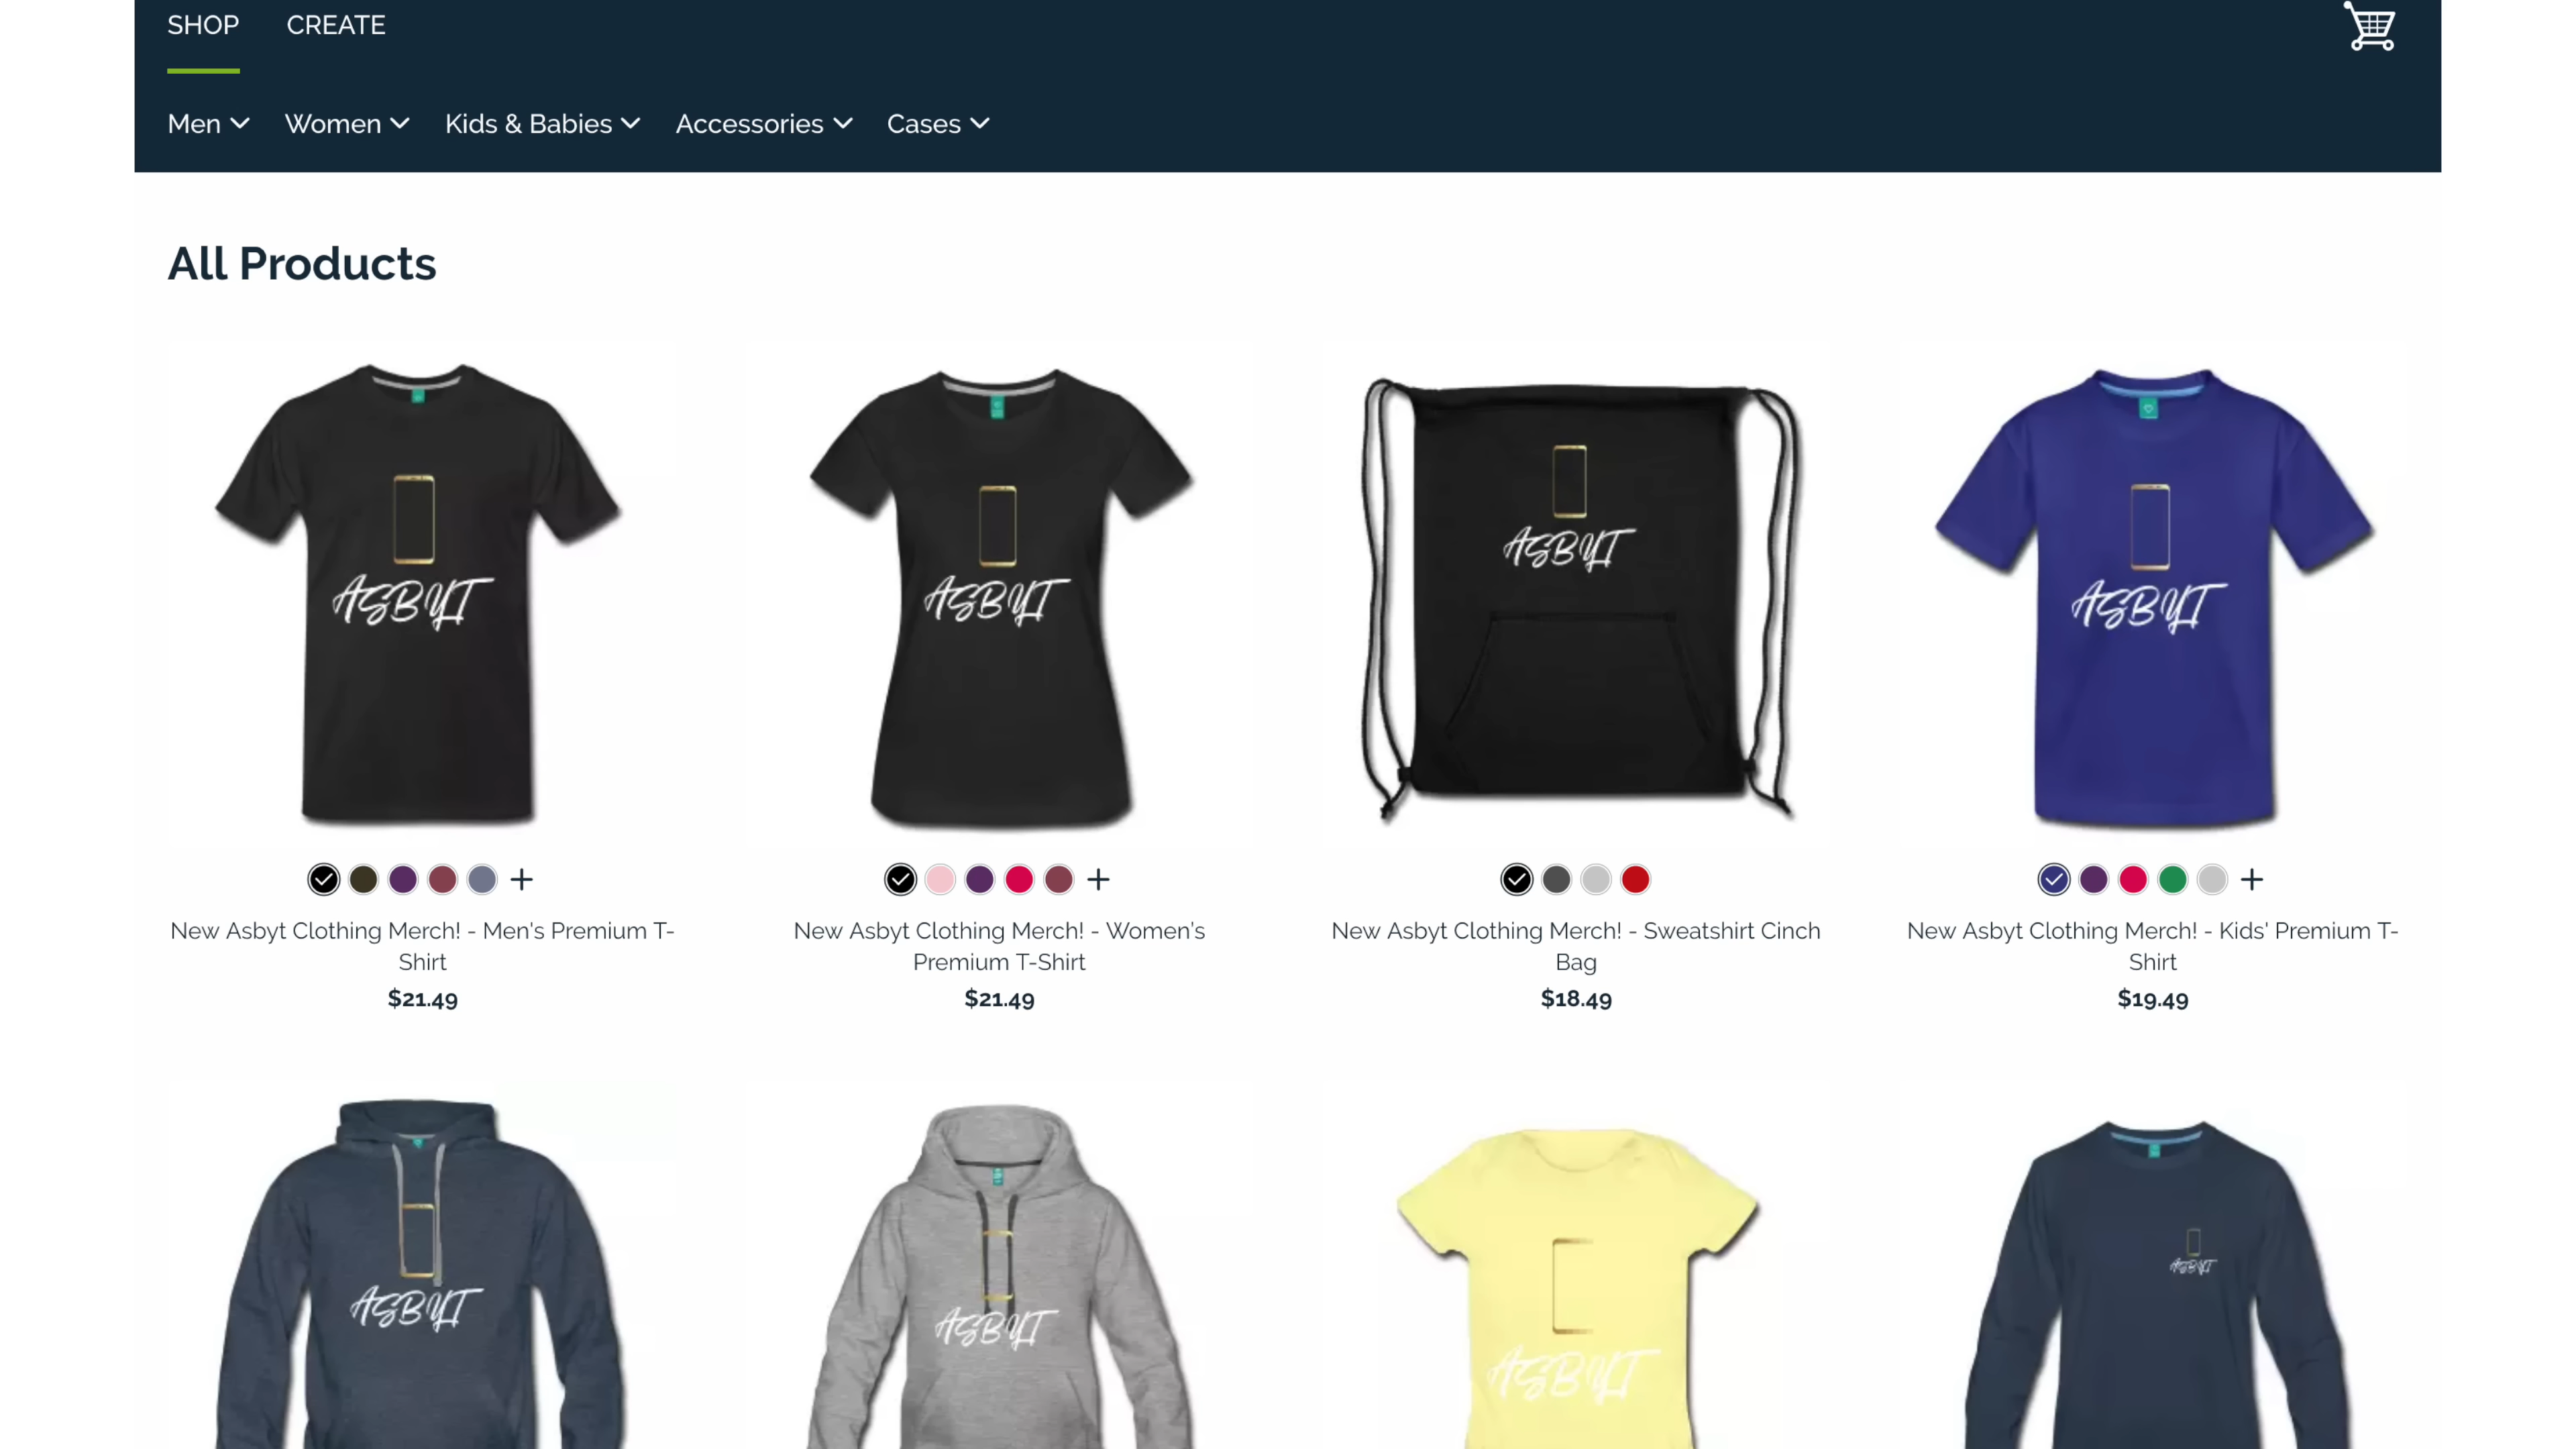 SHOP CREATE
Men Women Kids & Babies Accessories Cases
All Products
ASBYT ASBYT ASBYT ASBYT
New Asbyt Clothing Merch! - Men's Premium T-
Shirt
$21.49
New Asbyt Clothing Merch! - Women's
Premium T-Shirt
$21.49
New Asbyt Clothing Merch! - Sweatshirt Cinch
Bag
$18.49
New Asbyt Clothing Merch! - Kids' Premium T-
Shirt
$19.49
ASBYT ASBYT ASBYT ASBYT